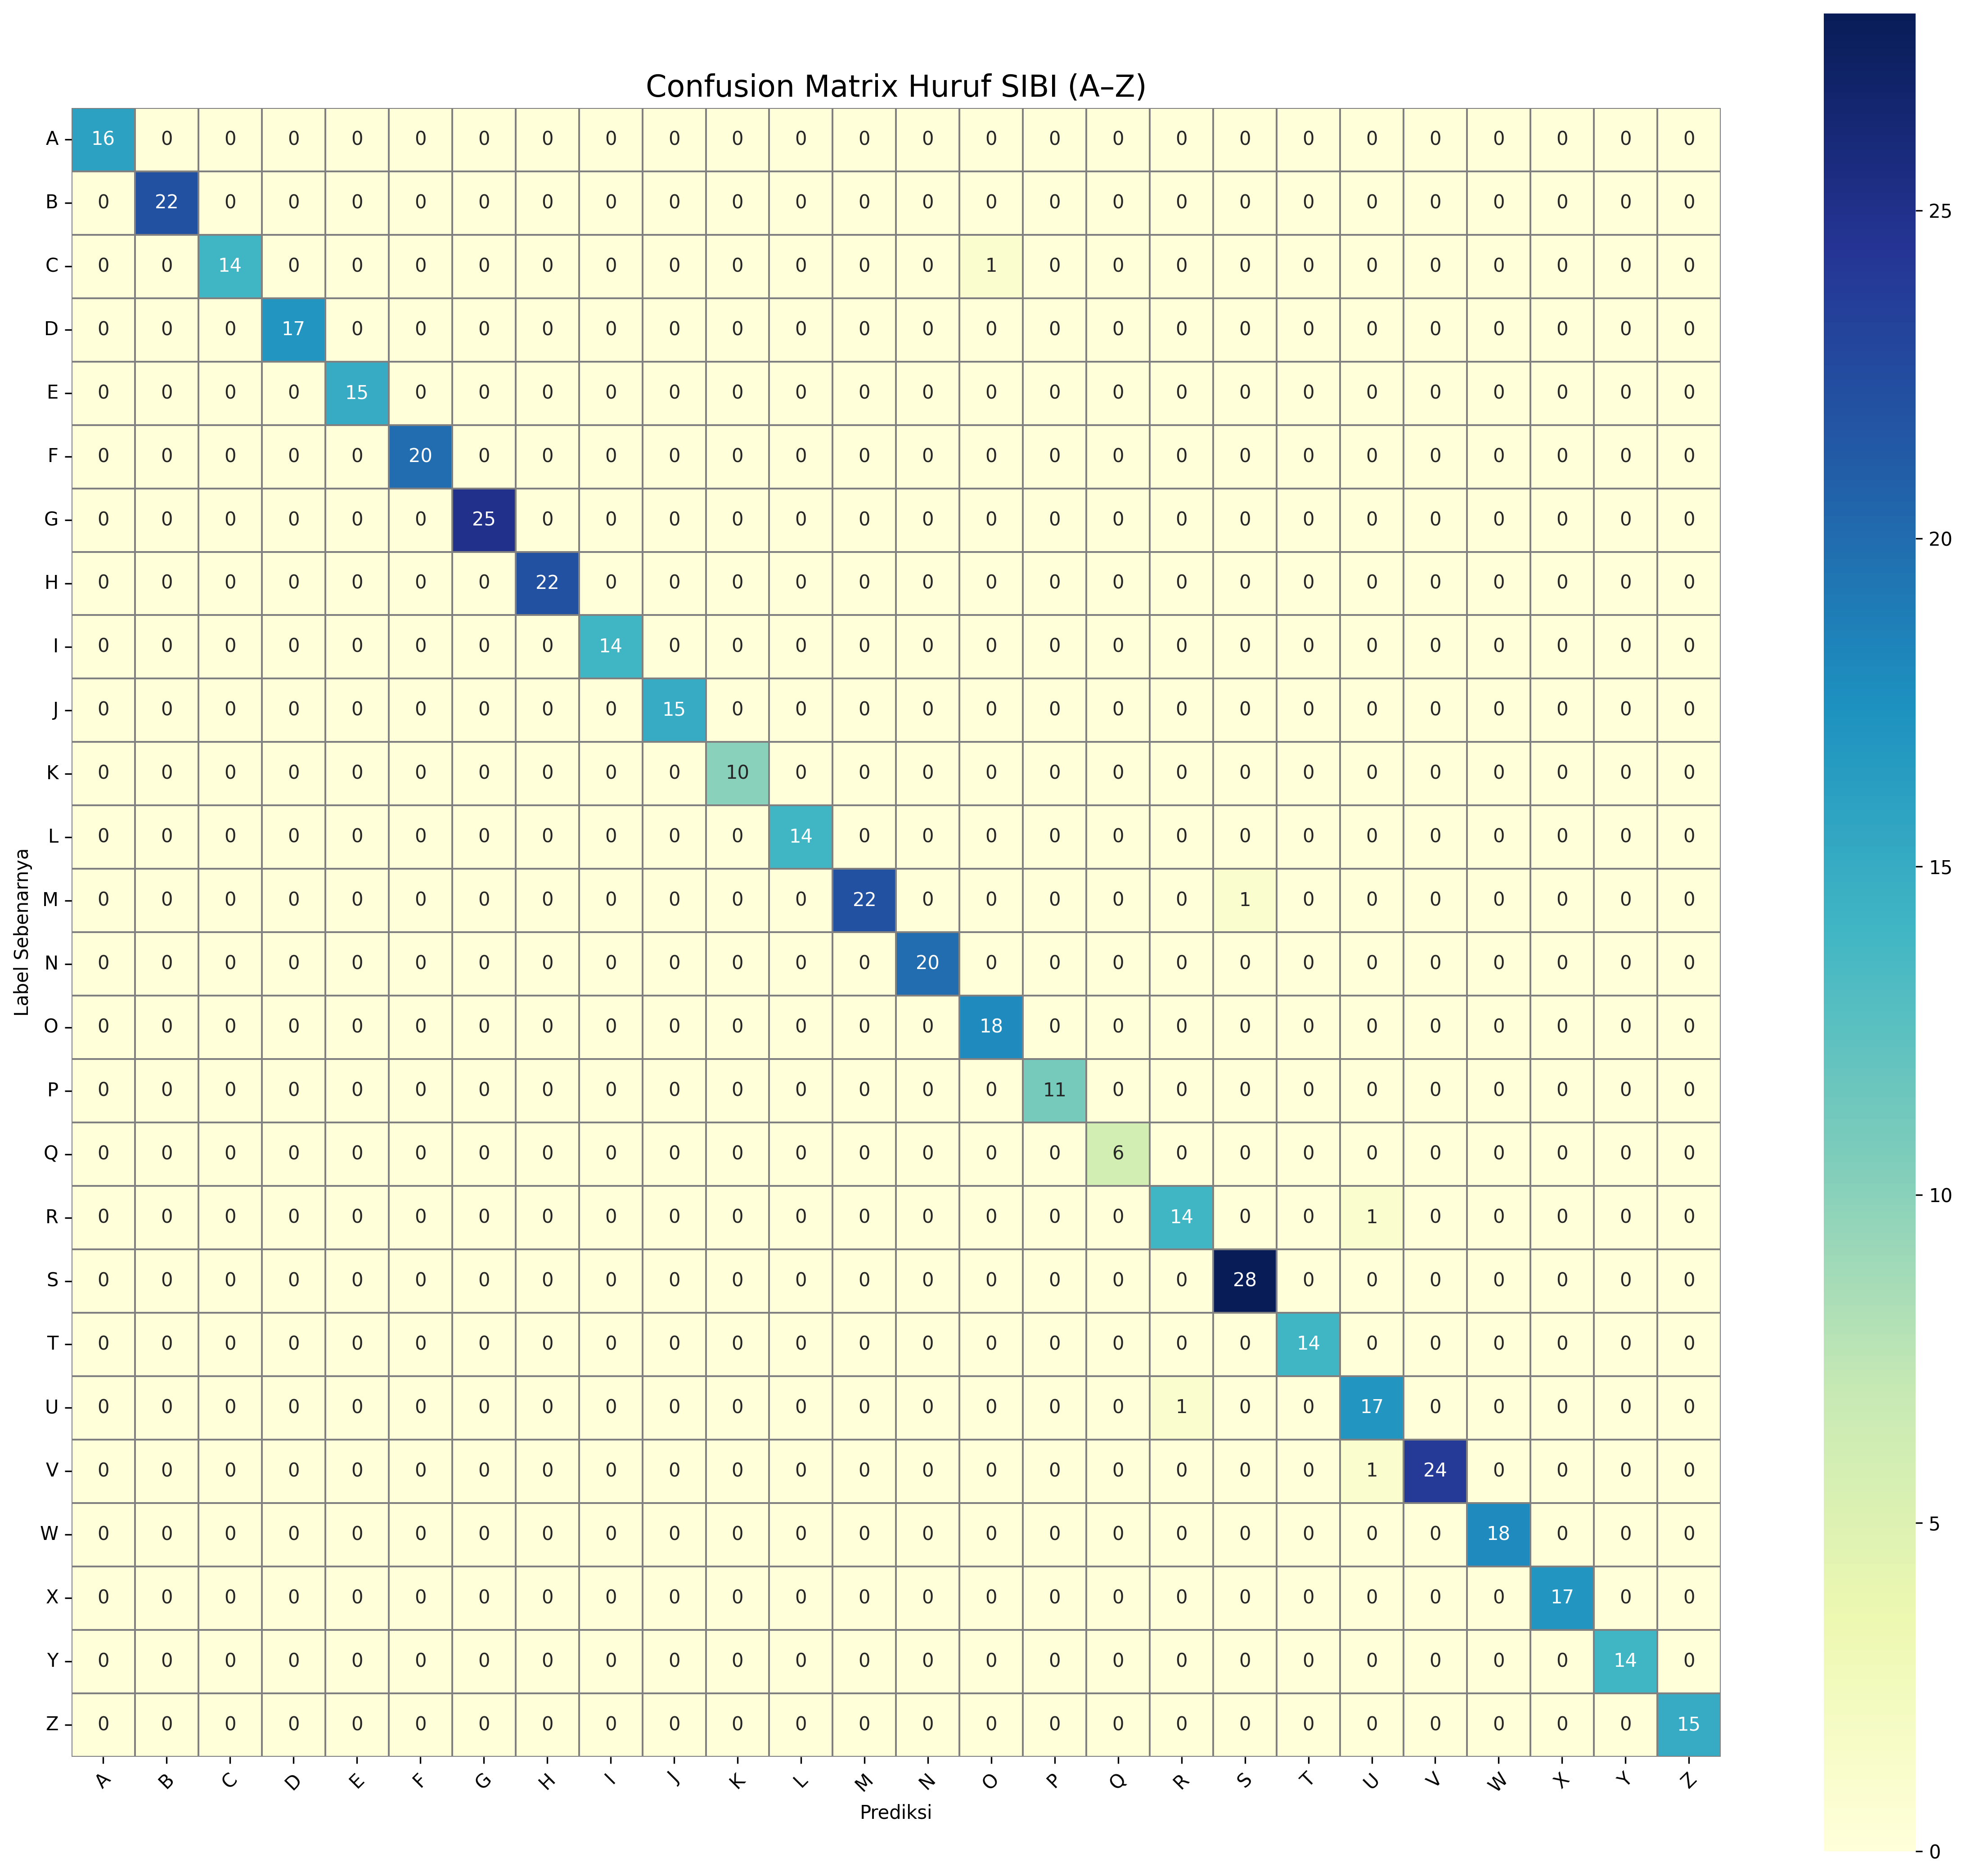 Confusion Matrix Huruf SIBI (A–Z)
A 16 0 0 0 0 0 0 0 0 0 0 0 0 0 0 0 0 0 0 0 0 0 0 0 0 0
B 0 22 0 0 0 0 0 0 0 0 0 0 0 0 0 0 0 0 0 0 0 0 0 0 0 0
C 0 0 14 0 0 0 0 0 0 0 0 0 0 0 1 0 0 0 0 0 0 0 0 0 0 0
D 0 0 0 17 0 0 0 0 0 0 0 0 0 0 0 0 0 0 0 0 0 0 0 0 0 0
E 0 0 0 0 15 0 0 0 0 0 0 0 0 0 0 0 0 0 0 0 0 0 0 0 0 0
F 0 0 0 0 0 20 0 0 0 0 0 0 0 0 0 0 0 0 0 0 0 0 0 0 0 0
G 0 0 0 0 0 0 25 0 0 0 0 0 0 0 0 0 0 0 0 0 0 0 0 0 0 0
H 0 0 0 0 0 0 0 22 0 0 0 0 0 0 0 0 0 0 0 0 0 0 0 0 0 0
I 0 0 0 0 0 0 0 0 14 0 0 0 0 0 0 0 0 0 0 0 0 0 0 0 0 0
J 0 0 0 0 0 0 0 0 0 15 0 0 0 0 0 0 0 0 0 0 0 0 0 0 0 0
K 0 0 0 0 0 0 0 0 0 0 10 0 0 0 0 0 0 0 0 0 0 0 0 0 0 0
L 0 0 0 0 0 0 0 0 0 0 0 14 0 0 0 0 0 0 0 0 0 0 0 0 0 0
M 0 0 0 0 0 0 0 0 0 0 0 0 22 0 0 0 0 0 1 0 0 0 0 0 0 0
N 0 0 0 0 0 0 0 0 0 0 0 0 0 20 0 0 0 0 0 0 0 0 0 0 0 0
O 0 0 0 0 0 0 0 0 0 0 0 0 0 0 18 0 0 0 0 0 0 0 0 0 0 0
P 0 0 0 0 0 0 0 0 0 0 0 0 0 0 0 11 0 0 0 0 0 0 0 0 0 0
Q 0 0 0 0 0 0 0 0 0 0 0 0 0 0 0 0 6 0 0 0 0 0 0 0 0 0
R 0 0 0 0 0 0 0 0 0 0 0 0 0 0 0 0 0 14 0 0 1 0 0 0 0 0
S 0 0 0 0 0 0 0 0 0 0 0 0 0 0 0 0 0 0 28 0 0 0 0 0 0 0
T 0 0 0 0 0 0 0 0 0 0 0 0 0 0 0 0 0 0 0 14 0 0 0 0 0 0
U 0 0 0 0 0 0 0 0 0 0 0 0 0 0 0 0 0 1 0 0 17 0 0 0 0 0
V 0 0 0 0 0 0 0 0 0 0 0 0 0 0 0 0 0 0 0 0 1 24 0 0 0 0
W 0 0 0 0 0 0 0 0 0 0 0 0 0 0 0 0 0 0 0 0 0 0 18 0 0 0
X 0 0 0 0 0 0 0 0 0 0 0 0 0 0 0 0 0 0 0 0 0 0 0 17 0 0
Y 0 0 0 0 0 0 0 0 0 0 0 0 0 0 0 0 0 0 0 0 0 0 0 0 14 0
Z 0 0 0 0 0 0 0 0 0 0 0 0 0 0 0 0 0 0 0 0 0 0 0 0 0 15
A B C D E F G H I J K L M N O P Q R S T U V W X Y Z
Prediksi
Label Sebenarnya
25
20
15
10
5
0